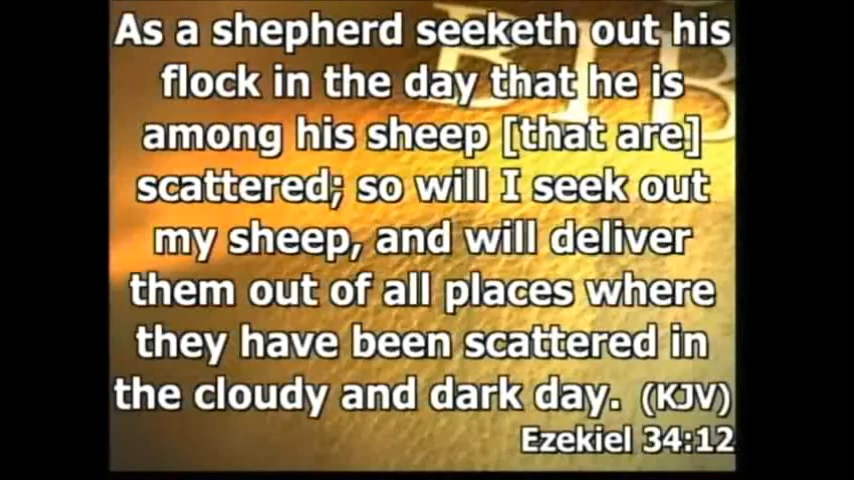 As a shepherd seeketh out his
flock in the day that he is
among his sheep [that are]
scattered; so will I seek out
my sheep, and will deliver
them out of all places where
they have been scattered in
the cloudy and dark day. (KJV)
Ezekiel 34:12